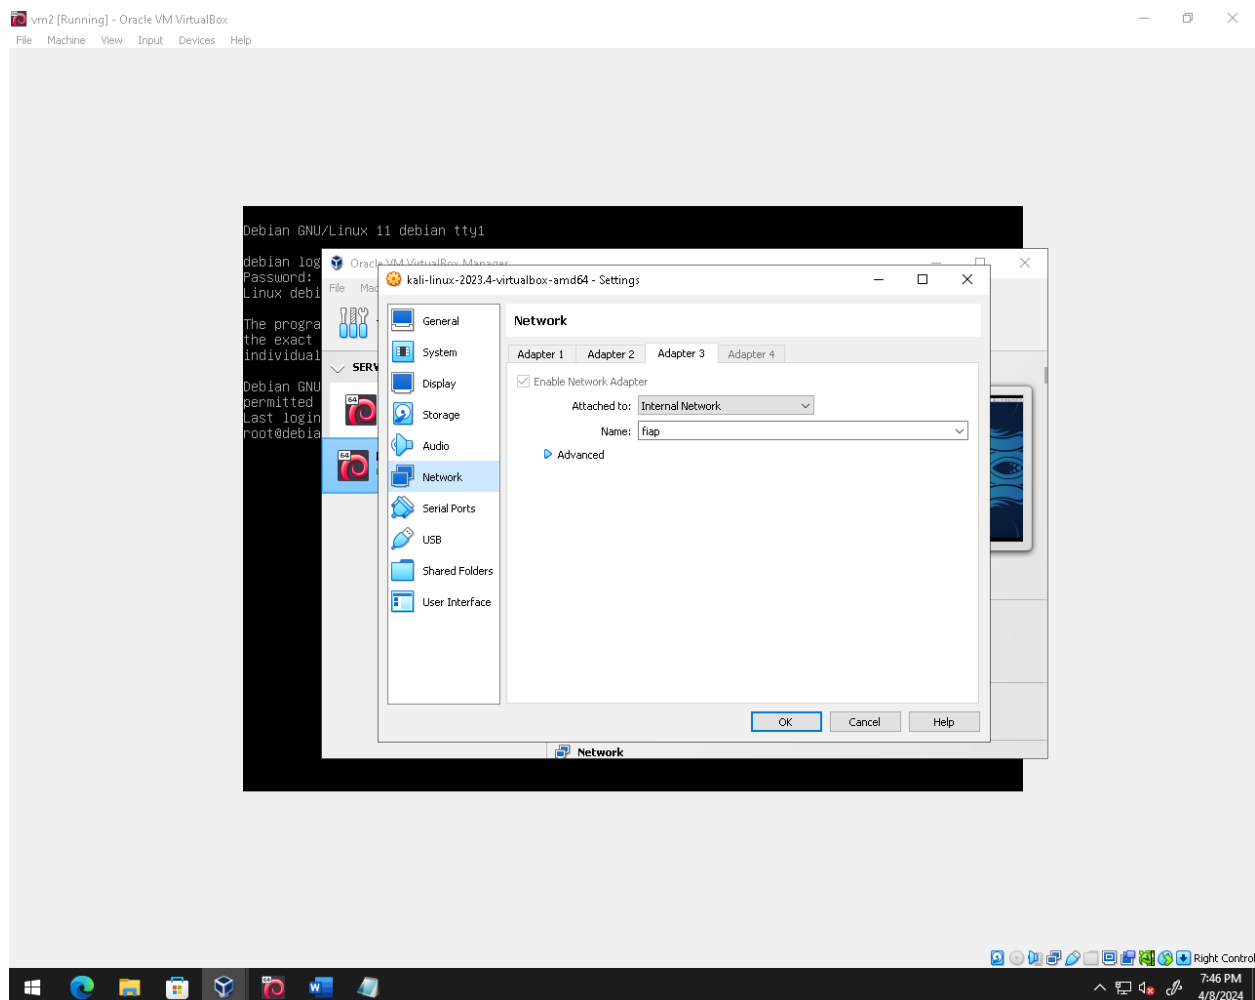 vm2 [Running] - Oracle VM VirtualBox
File Machine View Input Devices Help
Debian GNU/Linux 11 debian tty1
debian log
Password:
Linux debi
The progra
the exact
individual
Debian GNU
permitted
Last login
root@debia
Oracle VM VirtualBox Manager
File Mac
SERV
64
64
kali-linux-2023.4-virtualbox-amd64 - Settings
General
System
Display
Storage
Audio
Network
Serial Ports
USB
Shared Folders
User Interface
Network
Adapter 1 Adapter 2 Adapter 3 Adapter 4
Enable Network Adapter
Attached to: Internal Network
Name: fiap
Advanced
OK Cancel Help
Network
Right Control
7:46 PM
4/8/2024